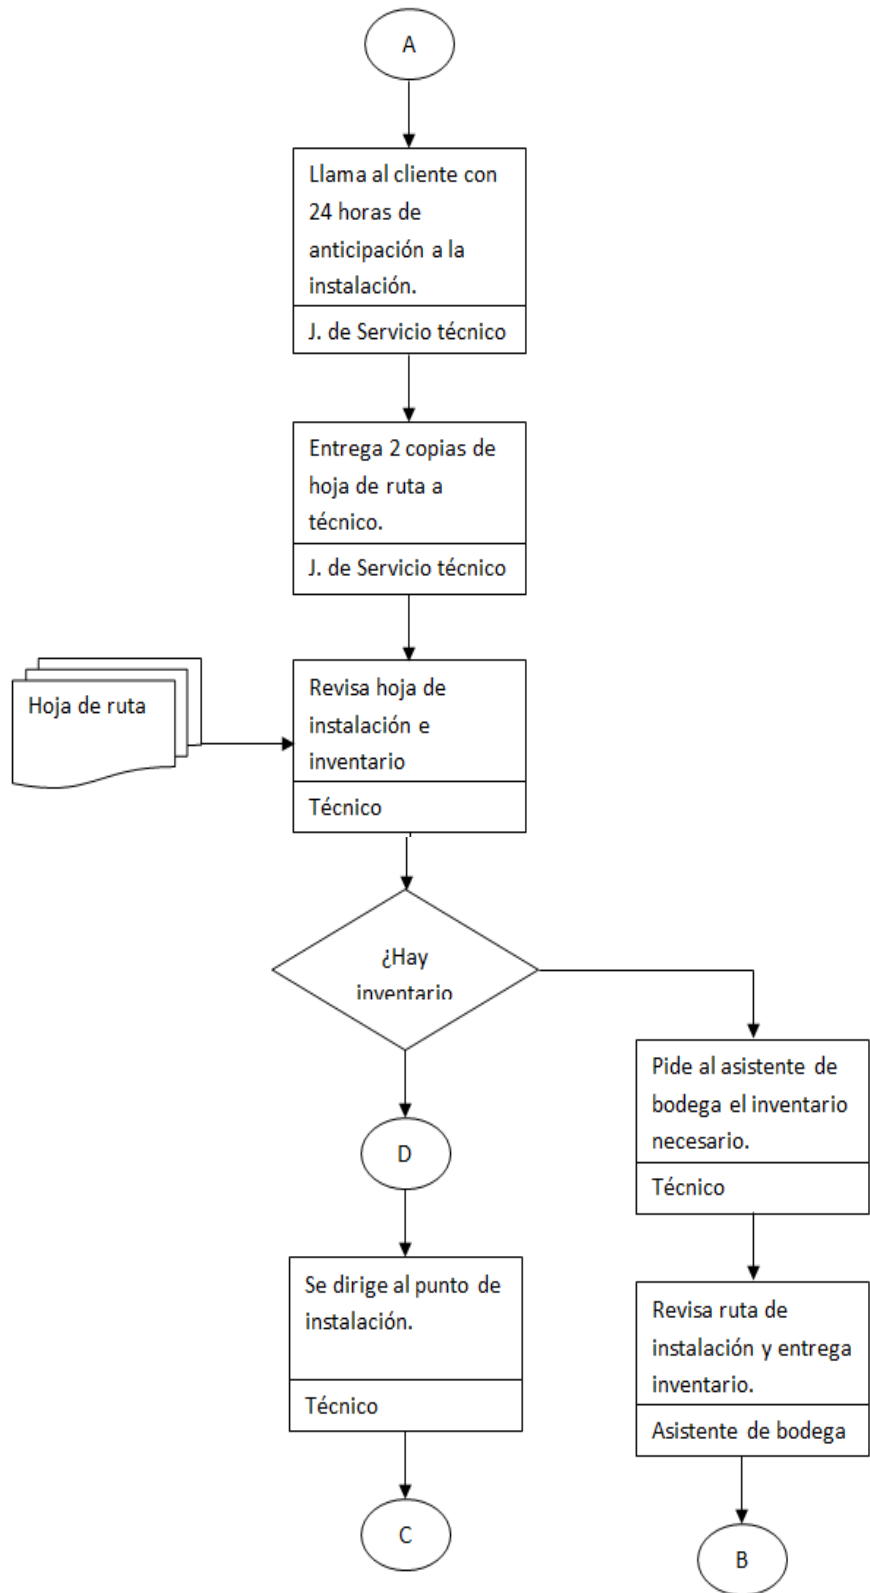 A
Llama al cliente con
24 horas de
anticipación a la
instalación.
J. de Servicio técnico
Entrega 2 copias de
hoja de ruta a
técnico.
J. de Servicio técnico
Hoja de ruta
Revisa hoja de
instalación e
inventario
Técnico
¿Hay
inventario
D
Se dirige al punto de
instalación.
Técnico
C
Pide al asistente de
bodega el inventario
necesario.
Técnico
Revisa ruta de
instalación y entrega
inventario.
Asistente de bodega
B